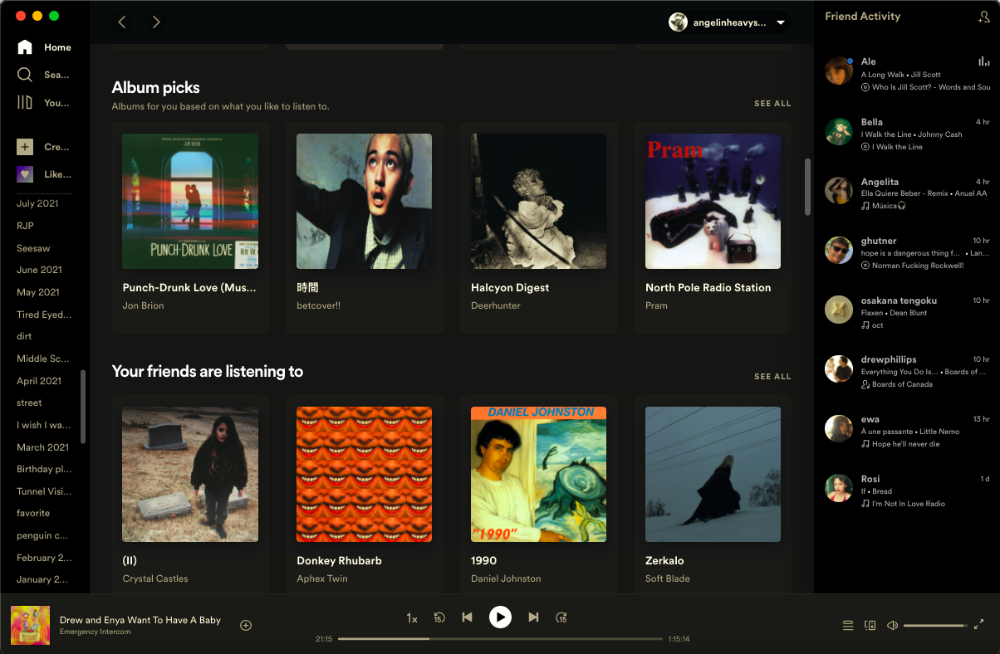 Home
Sea...
You...
Cre...
Like...
July 2021
RJP
Seesaw
June 2021
May 2021
Tired Eyed...
dirt
Middle Sc...
April 2021
street
I wish I wa...
March 2021
Birthday pl...
Tunnel Visi...
favorite
penguin c...
February 2...
January 2...
angelinheavys...
Album picks
Albums for you based on what you like to listen to.
SEE ALL
JON BRION
PUNCH-DRUNK LOVE
Pram
Punch-Drunk Love (Mus...
Jon Brion
時間
betcover!!
Halcyon Digest
Deerhunter
North Pole Radio Station
Pram
Your friends are listening to
SEE ALL
DANIEL JOHNSTON
"1990"
(II)
Crystal Castles
Donkey Rhubarb
Aphex Twin
1990
Daniel Johnston
Zerkalo
Soft Blade
Friend Activity
Ale
A Long Walk • Jill Scott
Who Is Jill Scott? - Words and Sou
Bella
4 hr
I Walk the Line • Johnny Cash
I Walk the Line
Angelita
4 hr
Ella Quiere Beber - Remix • Anuel AA
Música🎧
ghutner
10 hr
hope is a dangerous thing f... • Lan...
Norman Fucking Rockwell!
osakana tengoku
10 hr
Flaxen • Dean Blunt
oct
drewphillips
10 hr
Everything You Do Is... • Boards of ...
Boards of Canada
ewa
13 hr
À une passante • Little Nemo
Hope he'll never die
Rosi
1 d
If • Bread
I'm Not In Love Radio
Drew and Enya Want To Have A Baby
Emergency Intercom
1x
15
15
21:15
1:15:14